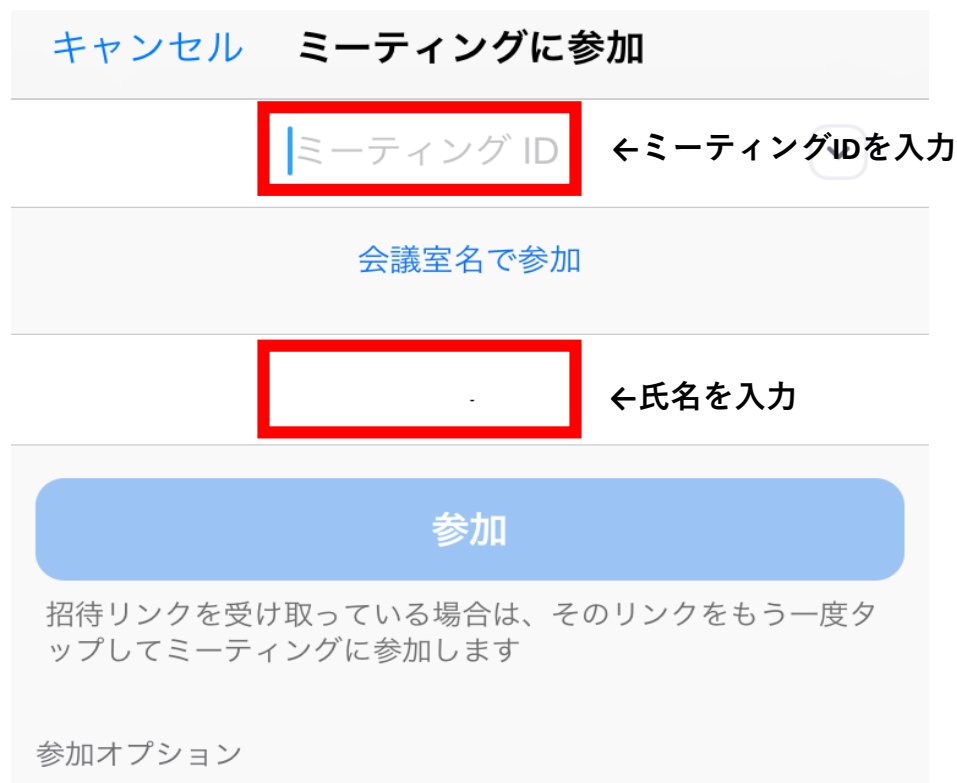 キャンセル ミーティングに参加
ミーティング ID ←ミーティングIDを入力
会議室名で参加
- ←氏名を入力
参加
招待リンクを受け取っている場合は、そのリンクをもう一度タ
ップしてミーティングに参加します
参加オプション